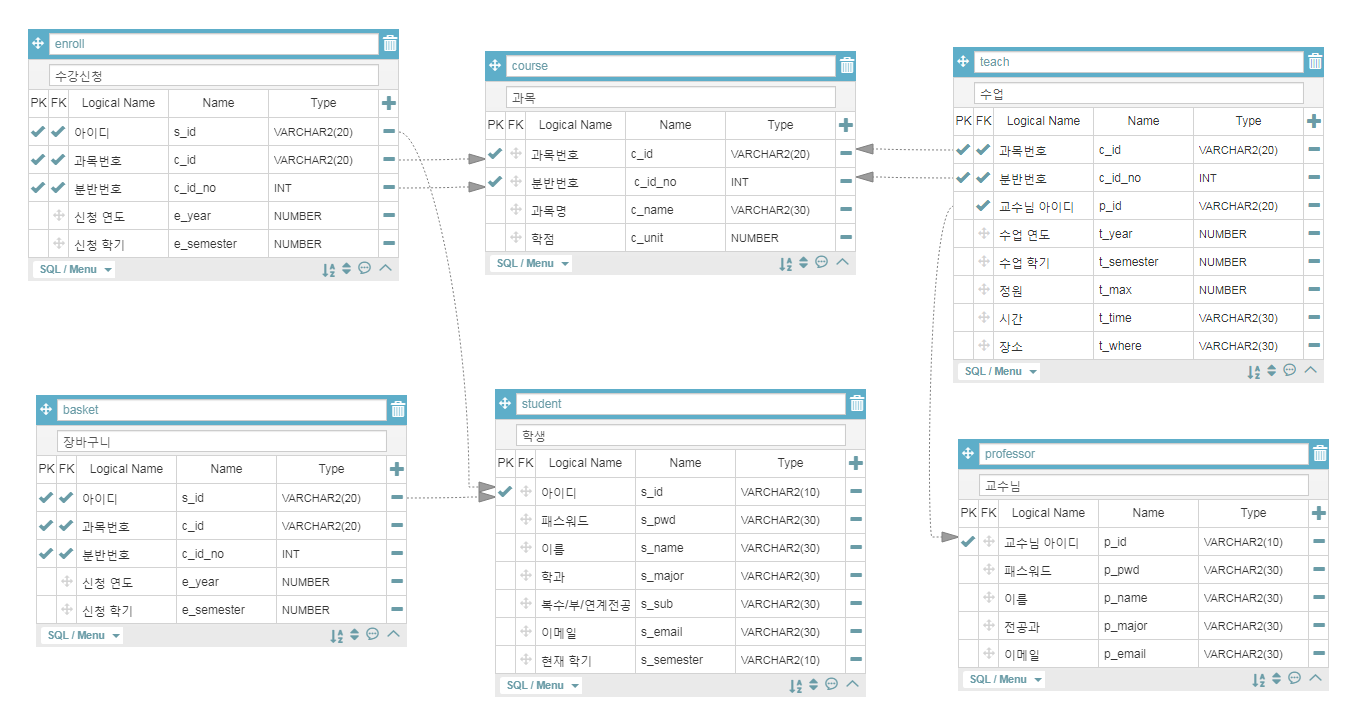 enroll
수강신청
PK FK Logical Name Name Type
아이디 s_id VARCHAR2(20)
과목번호 c_id VARCHAR2(20)
분반번호 c_id_no INT
신청 연도 e_year NUMBER
신청 학기 e_semester NUMBER
SQL / Menu
course
과목
PK FK Logical Name Name Type
과목번호 c_id VARCHAR2(20)
분반번호 c_id_no INT
과목명 c_name VARCHAR2(30)
학점 c_unit NUMBER
SQL / Menu
teach
수업
PK FK Logical Name Name Type
과목번호 c_id VARCHAR2(20)
분반번호 c_id_no INT
교수님 아이디 p_id VARCHAR2(20)
수업 연도 t_year NUMBER
수업 학기 t_semester NUMBER
정원 t_max NUMBER
시간 t_time VARCHAR2(30)
장소 t_where VARCHAR2(30)
SQL / Menu
basket
장바구니
PK FK Logical Name Name Type
아이디 s_id VARCHAR2(20)
과목번호 c_id VARCHAR2(20)
분반번호 c_id_no INT
신청 연도 e_year NUMBER
신청 학기 e_semester NUMBER
SQL / Menu
student
학생
PK FK Logical Name Name Type
아이디 s_id VARCHAR2(10)
패스워드 s_pwd VARCHAR2(30)
이름 s_name VARCHAR2(30)
학과 s_major VARCHAR2(30)
복수/부/연계전공 s_sub VARCHAR2(30)
이메일 s_email VARCHAR2(30)
현재 학기 s_semester VARCHAR2(10)
SQL / Menu
professor
교수님
PK FK Logical Name Name Type
교수님 아이디 p_id VARCHAR2(10)
패스워드 p_pwd VARCHAR2(30)
이름 p_name VARCHAR2(30)
전공과 p_major VARCHAR2(30)
이메일 p_email VARCHAR2(30)
SQL / Menu